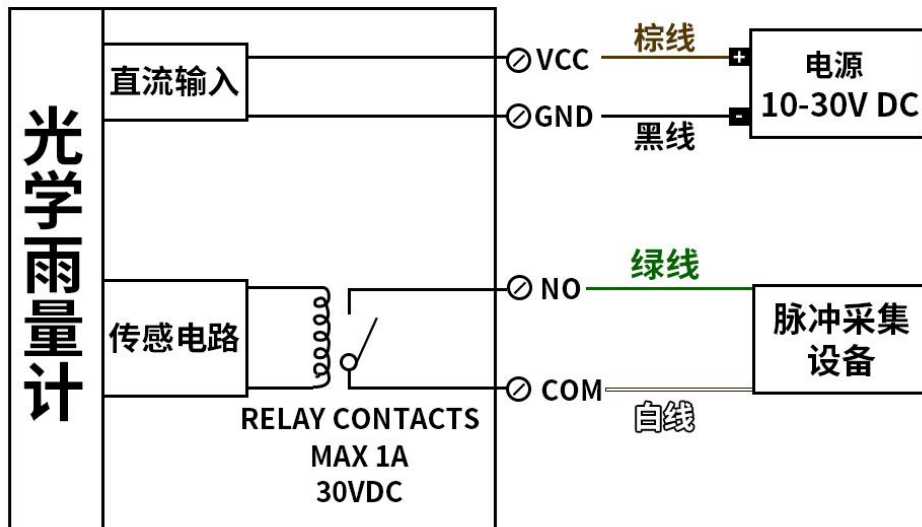 光学雨量计
直流输入
VCC
棕线
+
电源
10-30V DC
GND
黑线
-
传感电路
NO
绿线
脉冲采集
设备
COM
白线
RELAY CONTACTS
MAX 1A
30VDC